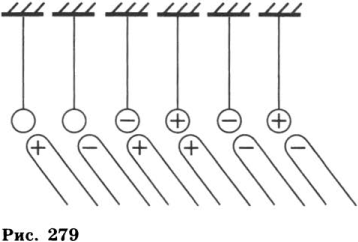 − + − +
+ − + + − −
Рис. 279